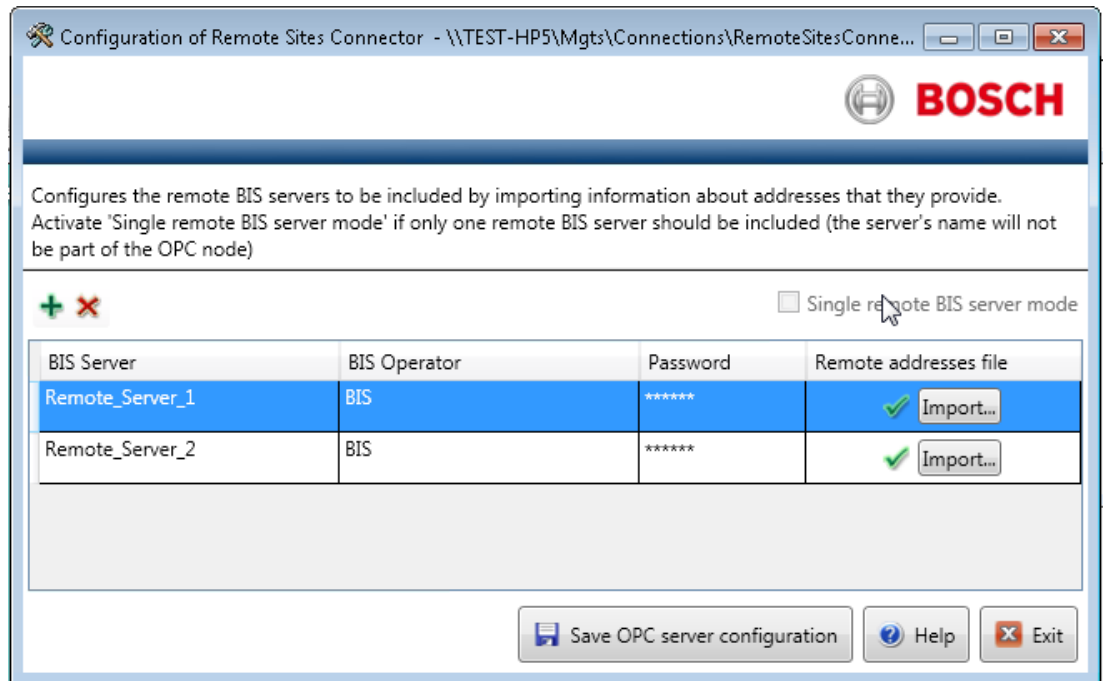 Configuration of Remote Sites Connector - \\TEST-HP5\Mgts\Connections\RemoteSitesConne...
BOSCH
Configures the remote BIS servers to be included by importing information about addresses that they provide.
Activate 'Single remote BIS server mode' if only one remote BIS server should be included (the server's name will not
be part of the OPC node)
Single remote BIS server mode
BIS Server BIS Operator Password Remote addresses file
Remote_Server_1 BIS ****** Import...
Remote_Server_2 BIS ****** Import...
Save OPC server configuration Help Exit